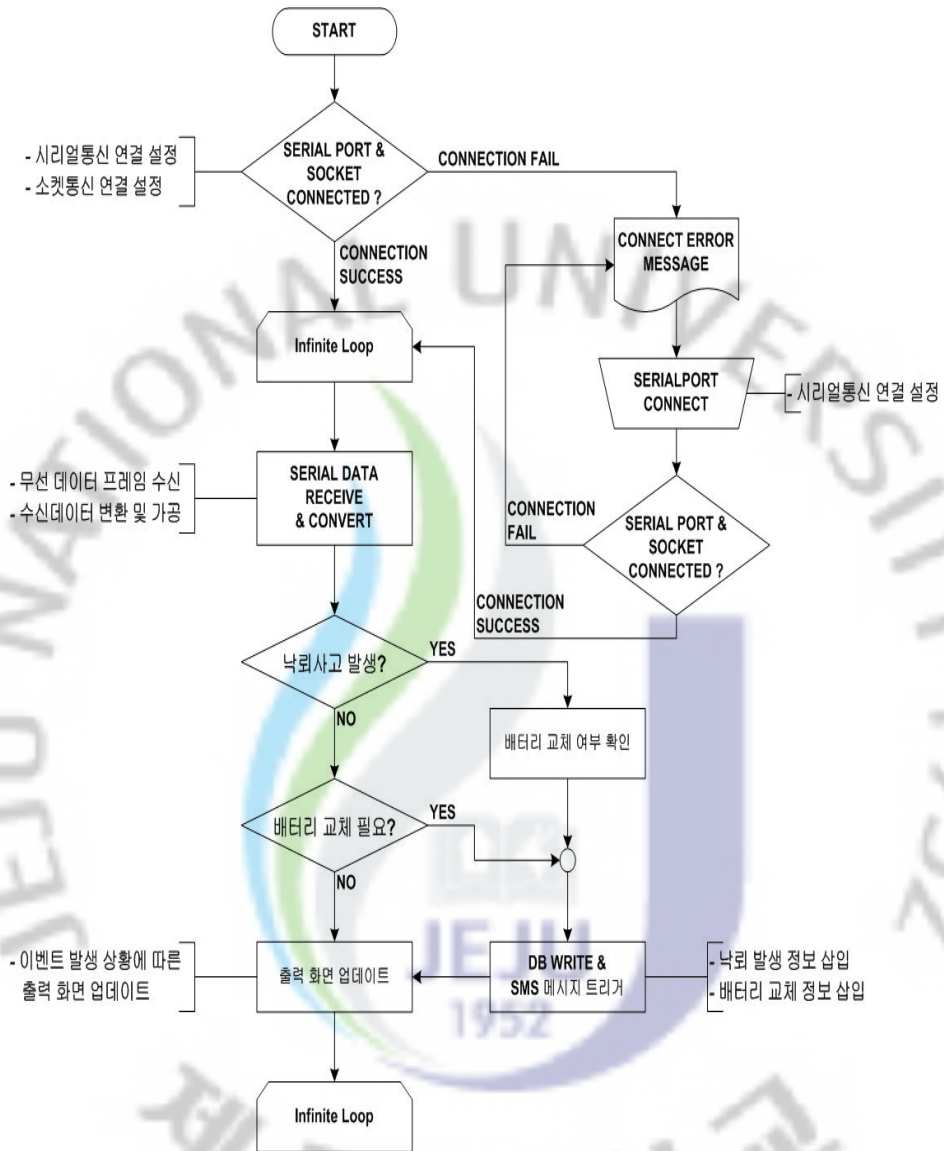 START
- 시리얼통신 연결 설정
- 소켓통신 연결 설정
SERIAL PORT &
SOCKET
CONNECTED ?
CONNECTION FAIL
CONNECTION
SUCCESS
CONNECT ERROR
MESSAGE
Infinite Loop
SERIALPORT
CONNECT
- 시리얼통신 연결 설정
- 무선 데이터 프레임 수신
- 수신데이터 변환 및 가공
SERIAL DATA
RECEIVE
& CONVERT
CONNECTION
FAIL
SERIAL PORT &
SOCKET
CONNECTED ?
CONNECTION
SUCCESS
낙뢰사고 발생?
YES
NO
배터리 교체 여부 확인
배터리 교체 필요?
YES
NO
- 이벤트 발생 상황에 따른
출력 화면 업데이트
출력 화면 업데이트
DB WRITE &
SMS 메시지 트리거
- 낙뢰 발생 정보 삽입
- 배터리 교체 정보 삽입
Infinite Loop
JEJU NATIONAL UNIVERSITY
JEJU
1952